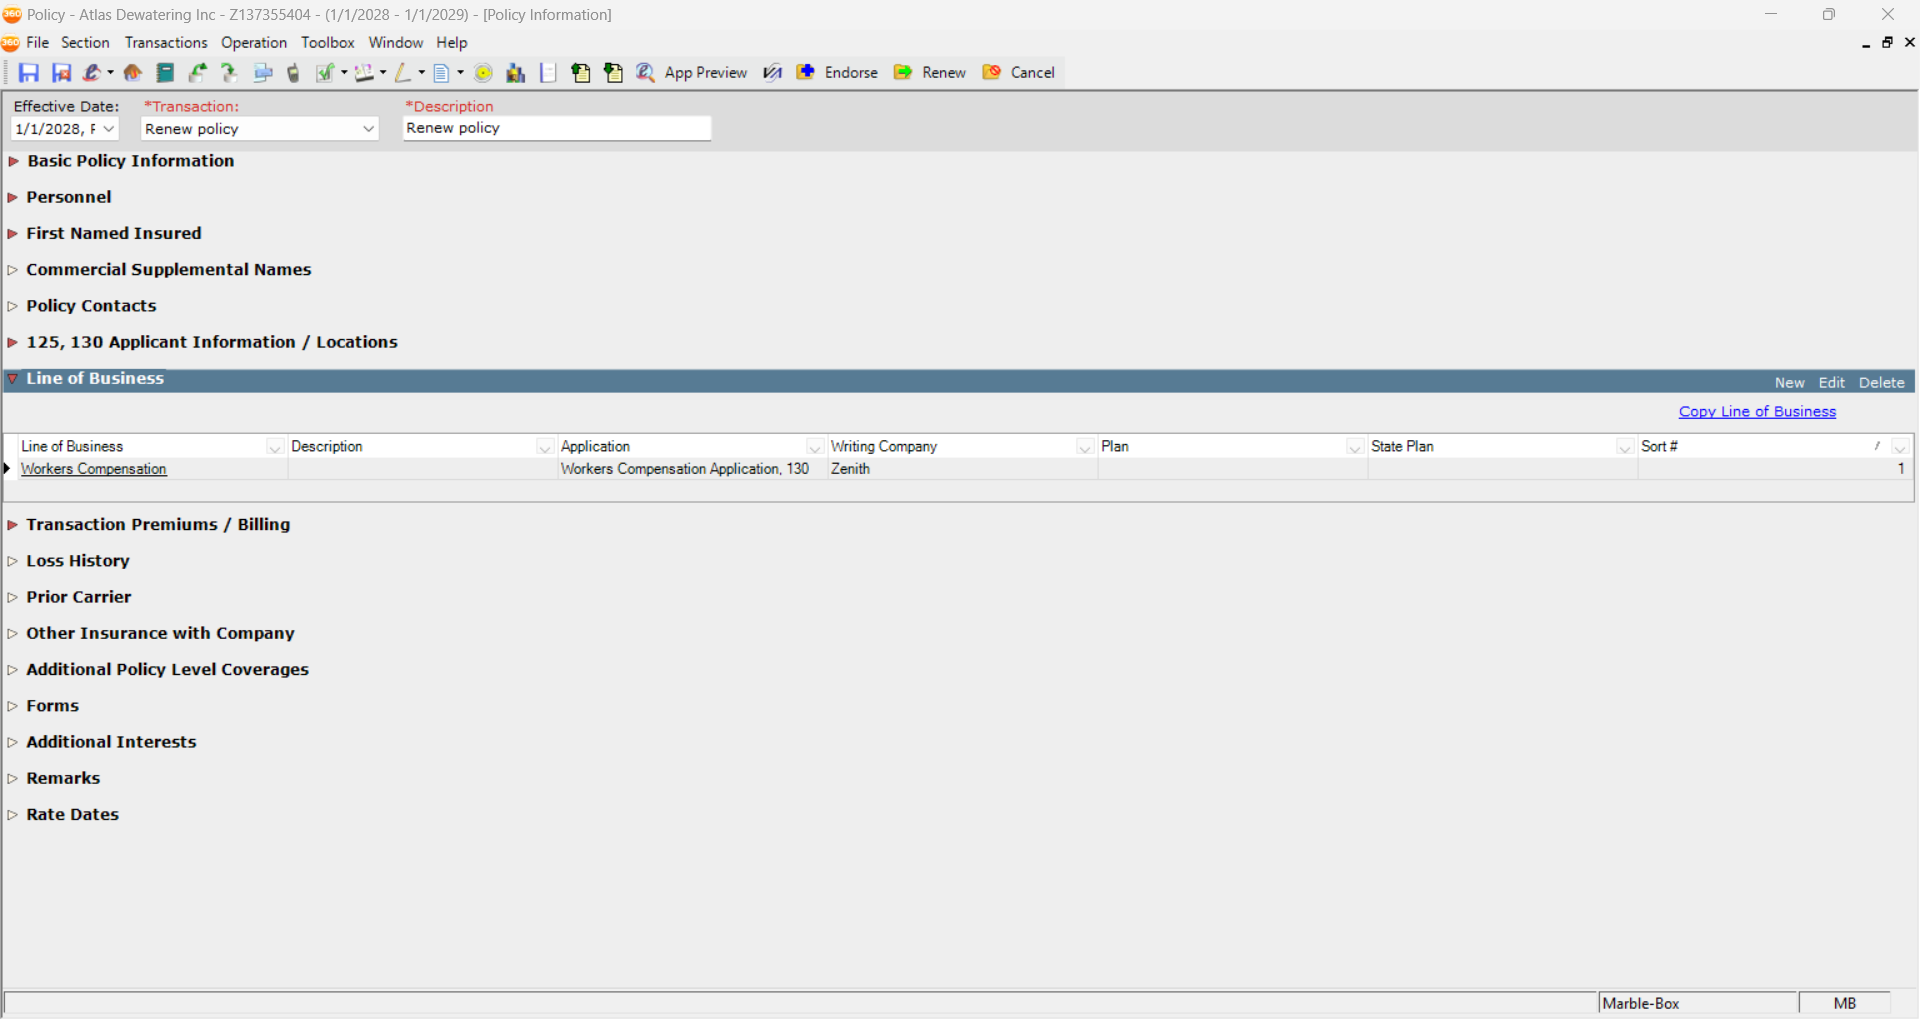 Policy - Atlas Dewatering Inc - Z137355404 - (1/1/2028 - 1/1/2029) - [Policy Information]
File Section Transactions Operation Toolbox Window Help
App Preview Endorse Renew Cancel
Effective Date: *Transaction: *Description
1/1/2028, F Renew policy Renew policy
Basic Policy Information
Personnel
First Named Insured
Commercial Supplemental Names
Policy Contacts
125, 130 Applicant Information / Locations
Line of Business New Edit Delete
Copy Line of Business
Line of Business Description Application Writing Company Plan State Plan Sort #
Workers Compensation Workers Compensation Application, 130 Zenith 1
Transaction Premiums / Billing
Loss History
Prior Carrier
Other Insurance with Company
Additional Policy Level Coverages
Forms
Additional Interests
Remarks
Rate Dates
Marble-Box MB